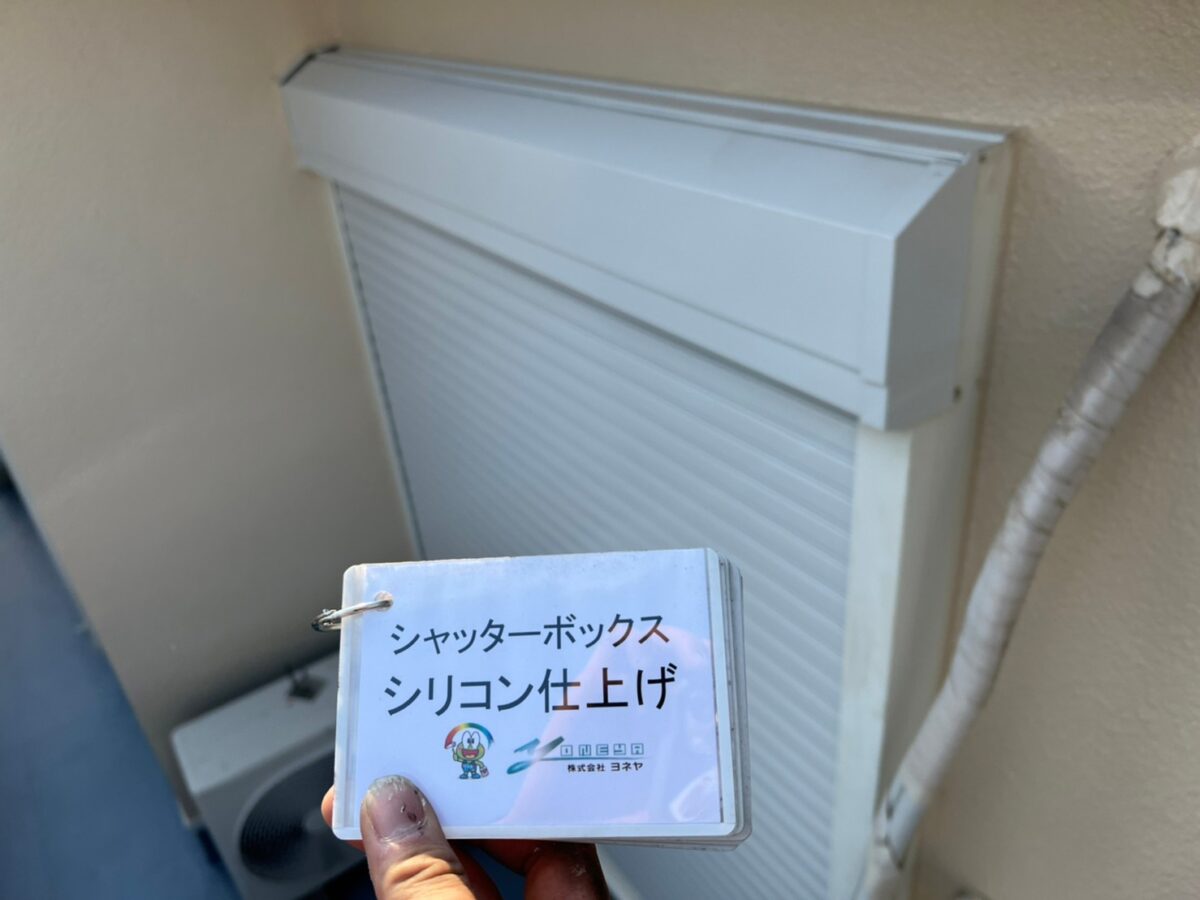 シャッターボックス
シリコン仕上げ
YONEYA
株式会社 ヨネヤ